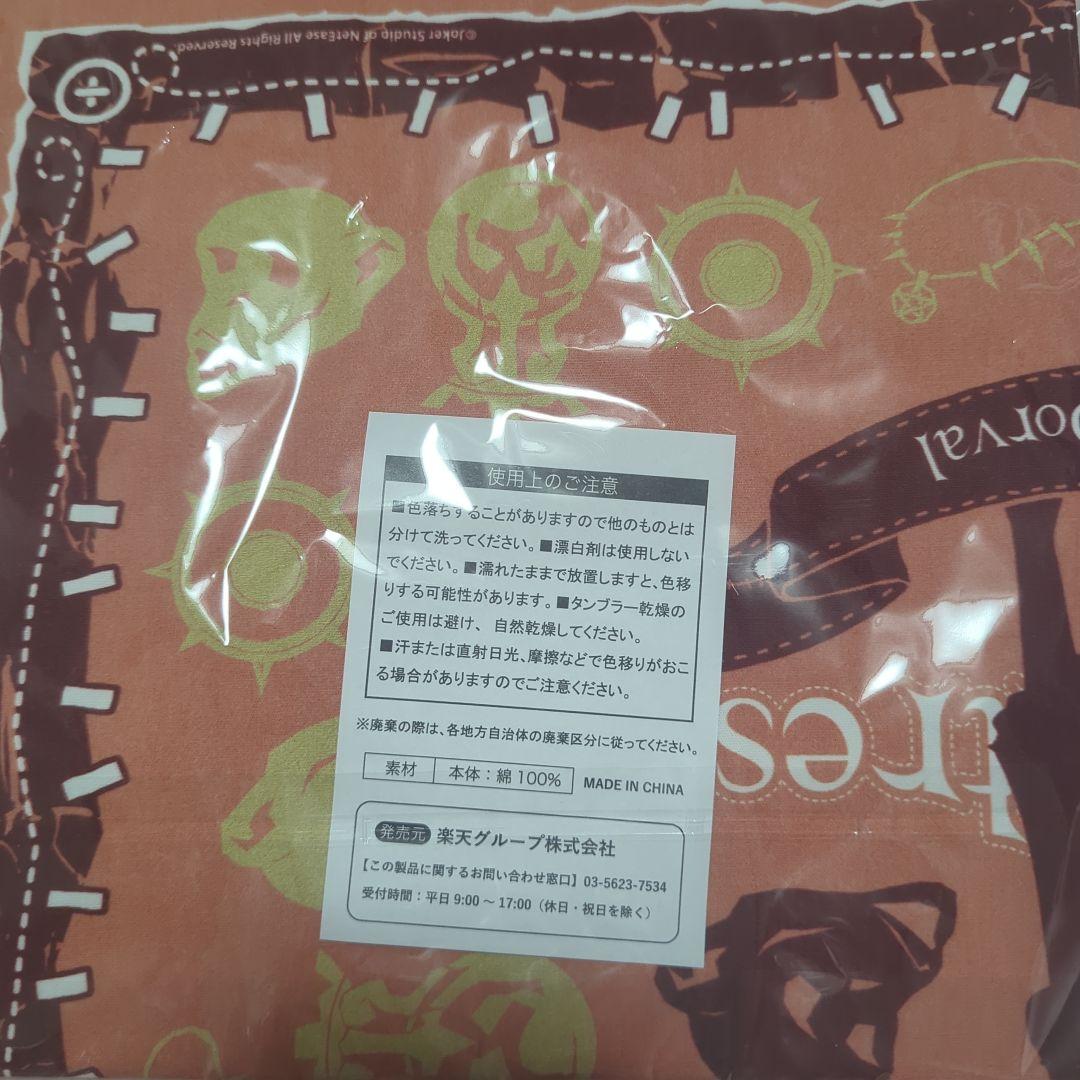 ©Joker Studio of NetEase All Rights Reserved.
Dorval
tres
使用上のご注意
■色落ちすることがありますので他のものとは
分けて洗ってください。■漂白剤は使用しない
でください。■濡れたままで放置しますと、色移
りする可能性があります。■タンブラー乾燥の
ご使用は避け、 自然乾燥してください。
■汗または直射日光、摩擦などで色移りがおこ
る場合がありますのでご注意ください。
※廃棄の際は、各地方自治体の廃棄区分に従ってください。
素材 本体：綿 100% MADE IN CHINA
発売元 楽天グループ株式会社
【この製品に関するお問い合わせ窓口】 03-5623-7534
受付時間：平日 9:00 ～ 17:00（休日・祝日を除く）